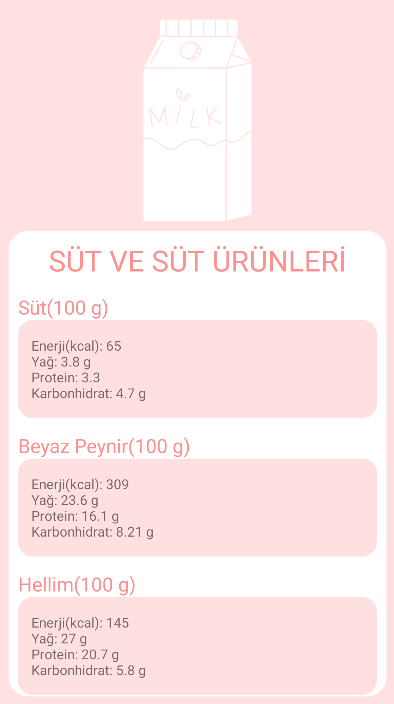 MiLK
SÜT VE SÜT ÜRÜNLERİ
Süt(100 g)
Enerji(kcal): 65
Yağ: 3.8 g
Protein: 3.3
Karbonhidrat: 4.7 g
Beyaz Peynir(100 g)
Enerji(kcal): 309
Yağ: 23.6 g
Protein: 16.1 g
Karbonhidrat: 8.21 g
Hellim(100 g)
Enerji(kcal): 145
Yağ: 27 g
Protein: 20.7 g
Karbonhidrat: 5.8 g